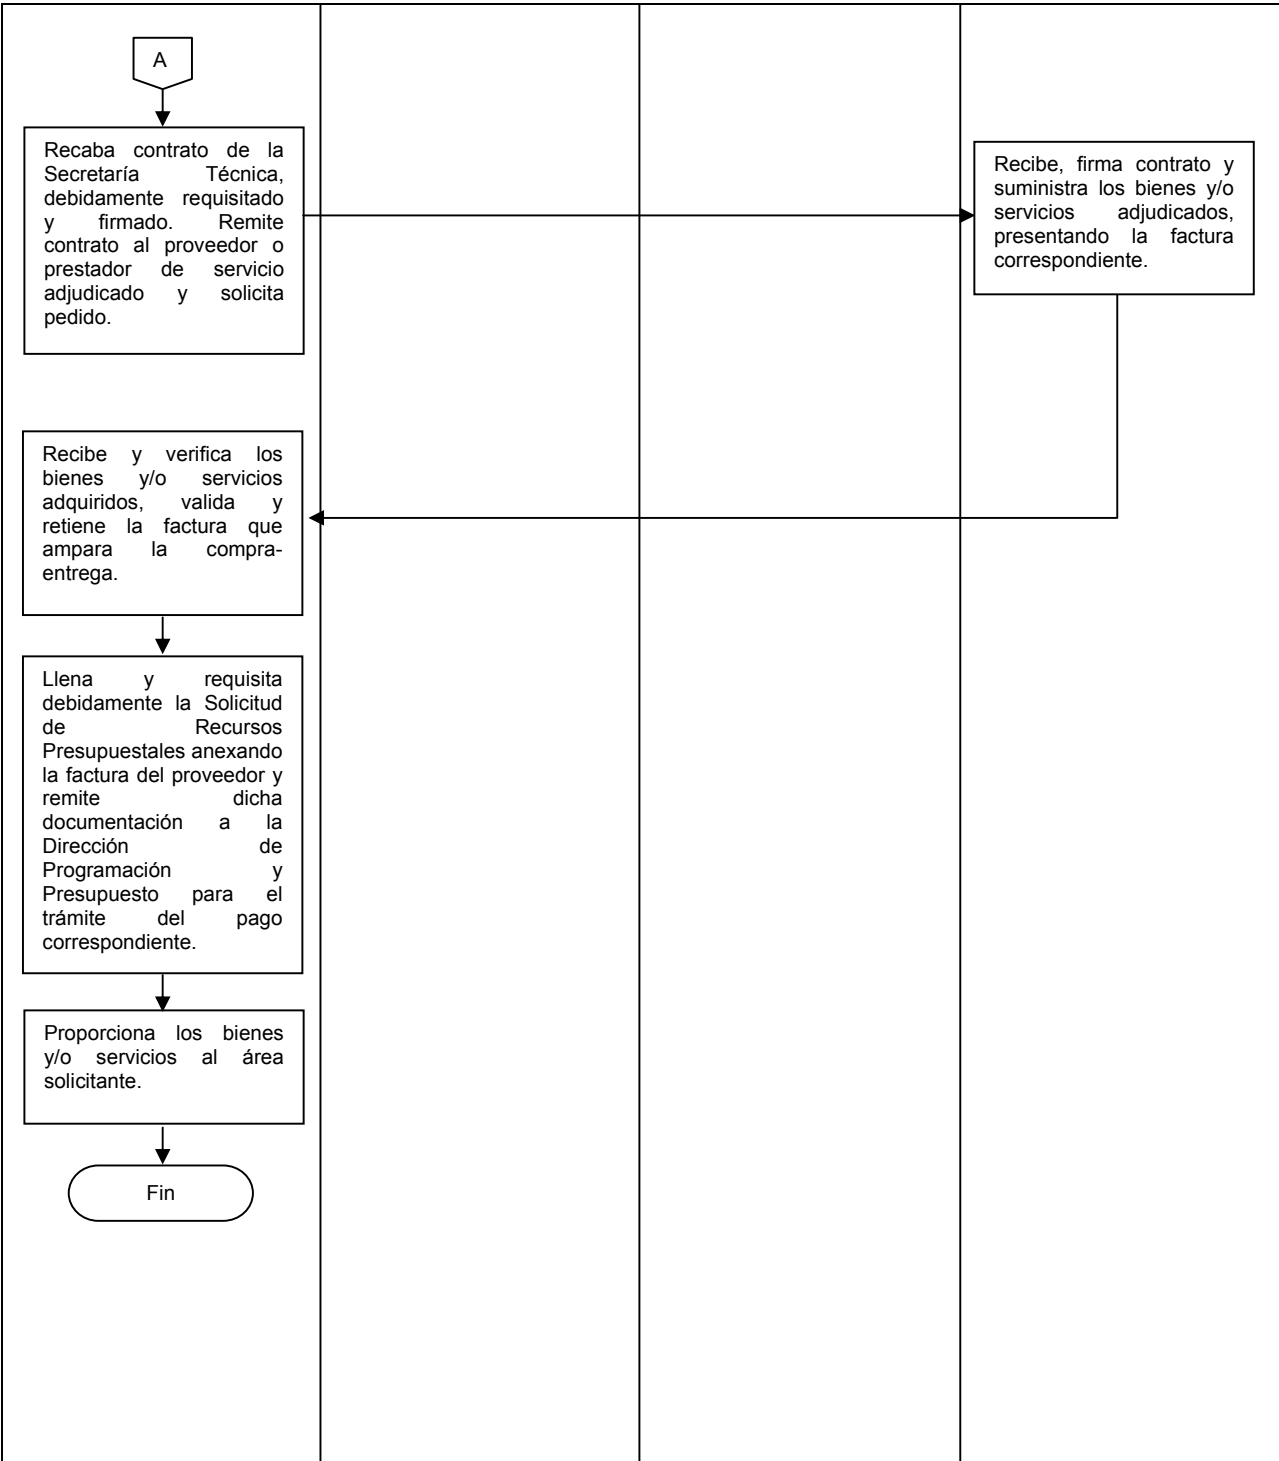 A
Recaba contrato de la
Secretaría Técnica,
debidamente requisitado
y firmado. Remite
contrato al proveedor o
prestador de servicio
adjudicado y solicita
pedido.
Recibe, firma contrato y
suministra los bienes y/o
servicios adjudicados,
presentando la factura
correspondiente.
Recibe y verifica los
bienes y/o servicios
adquiridos, valida y
retiene la factura que
ampara la compra-
entrega.
Llena y requisita
debidamente la Solicitud
de Recursos
Presupuestales anexando
la factura del proveedor y
remite dicha
documentación a la
Dirección de
Programación y
Presupuesto para el
trámite del pago
correspondiente.
Proporciona los bienes
y/o servicios al área
solicitante.
Fin